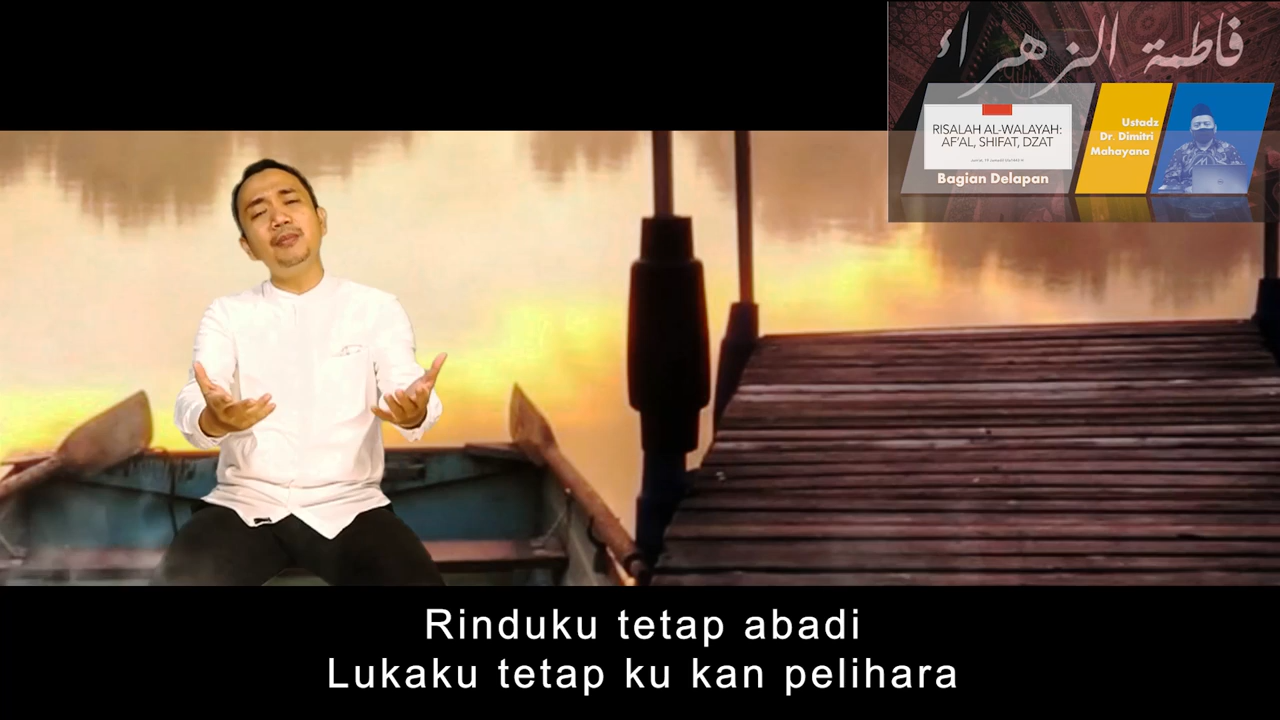 فاطمة الزهراء
RISALAH AL-WALAYAH:
AF'AL, SHIFAT, DZAT
Bagian Delapan
Ustadz
Dr. Dimitri
Mahayana
Rinduku tetap abadi
Lukaku tetap ku kan pelihara